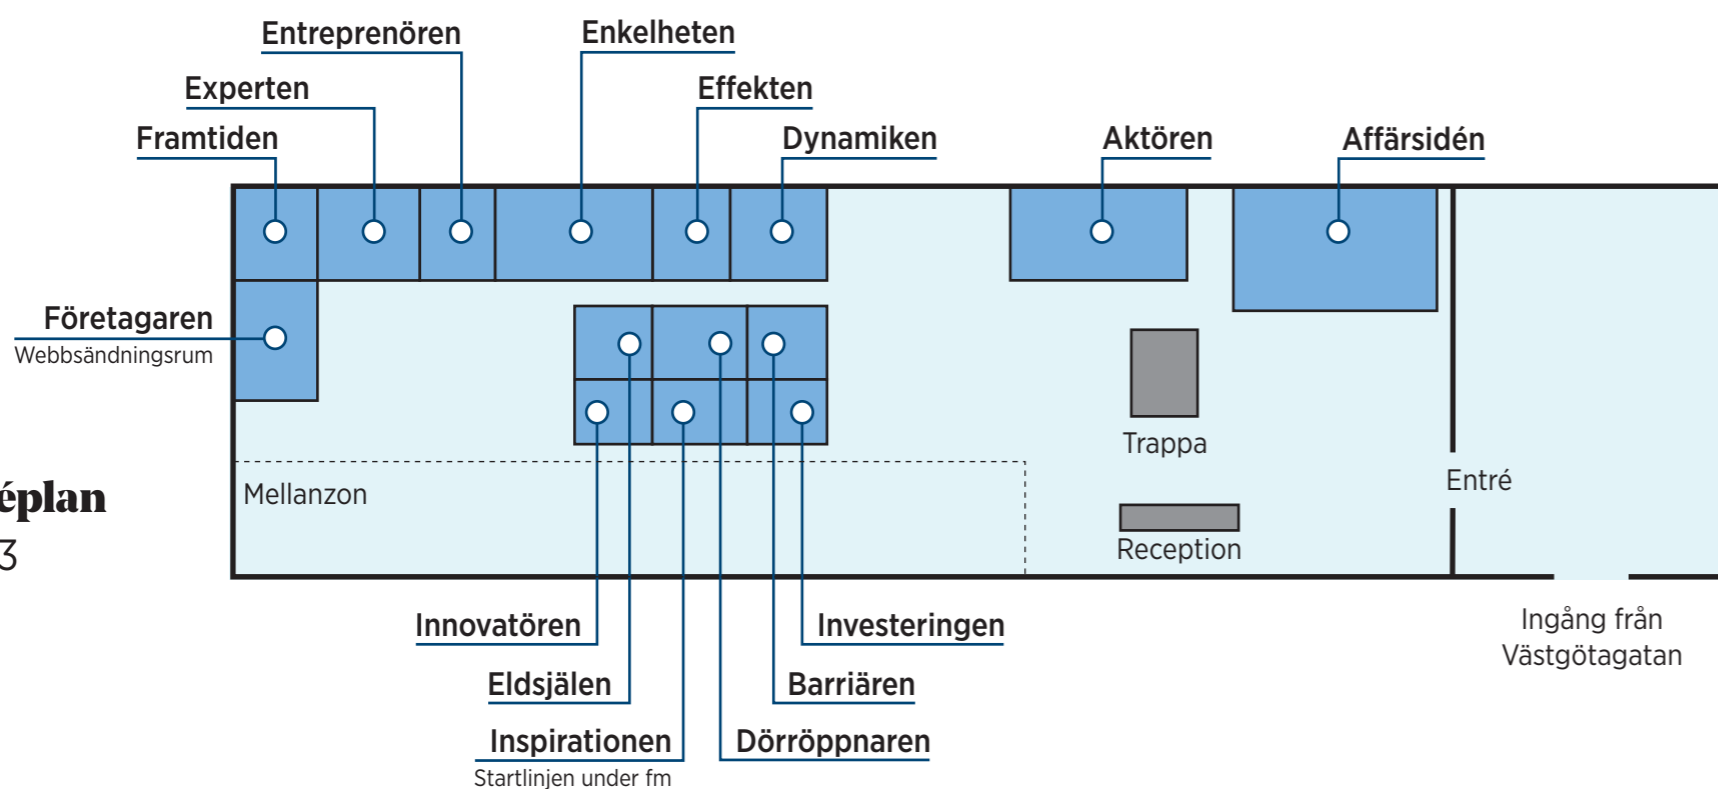 Entreprenören
Enkelheten
Experten
Effekten
Framtiden
Dynamiken
Aktören
Affärsidén
Företagaren
Webbsändningsrum
Trappa
Entré
éplan
Mellanzon
3
Reception
Innovatören
Investeringen
Ingång från
Västgötagatan
Eldsjälen
Barriären
Inspirationen
Dörröppnaren
Startlinjen under fm